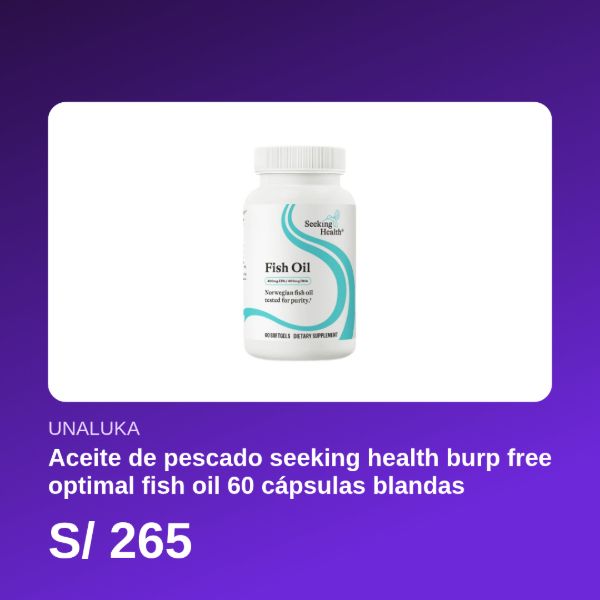 Seeking
Health®
Fish Oil
Norwegian fish oil
tested for purity.¹
60 SOFTGELS DIETARY SUPPLEMENT
UNALUKA
Aceite de pescado seeking health burp free
optimal fish oil 60 cápsulas blandas
S/ 265